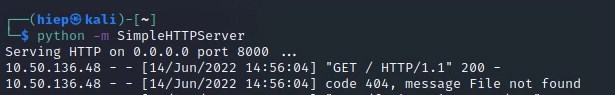 (hiep㉿kali)-[~]
$ python -m SimpleHTTPServer
Serving HTTP on 0.0.0.0 port 8000 ...
10.50.136.48 - - [14/Jun/2022 14:56:04] "GET / HTTP/1.1" 200 -
10.50.136.48 - - [14/Jun/2022 14:56:04] code 404, message File not found